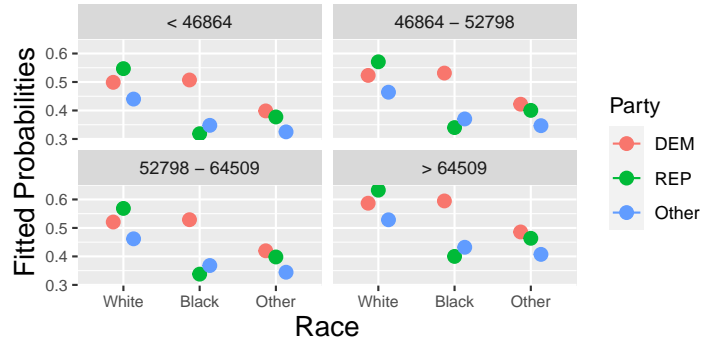 < 46864
46864 – 52798
0.6
0.5
0.4
0.3
52798 – 64509
> 64509
0.6
0.5
0.4
0.3
White
Black
Other
White
Black
Other
Fitted Probabilities
Race
Party
DEM
REP
Other